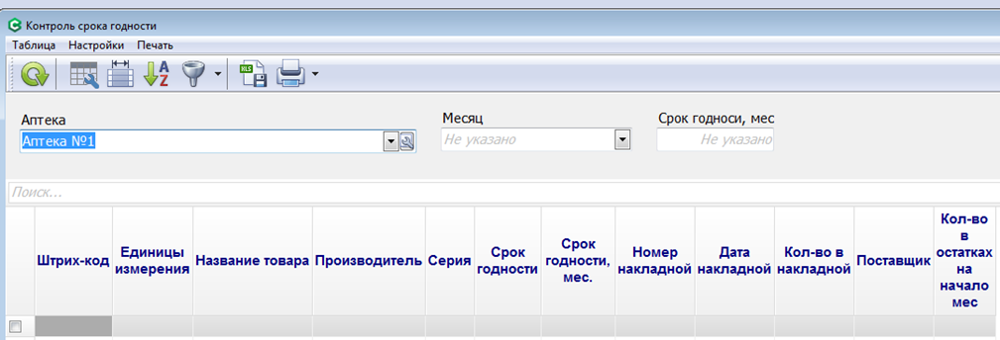 Контроль срока годности
Таблица Настройки Печать
A
Z
XLS
Аптека
Месяц
Срок годноси, мес
Аптека №1
Не указано
Не указано
Поиск...
Штрих-код
Единицы
измерения
Название товара
Производитель
Серия
Срок
годности
Срок
годности,
мес.
Номер
накладной
Дата
накладной
Кол-во в
накладной
Поставщик
Кол-во
в
остатках
на
начало
мес